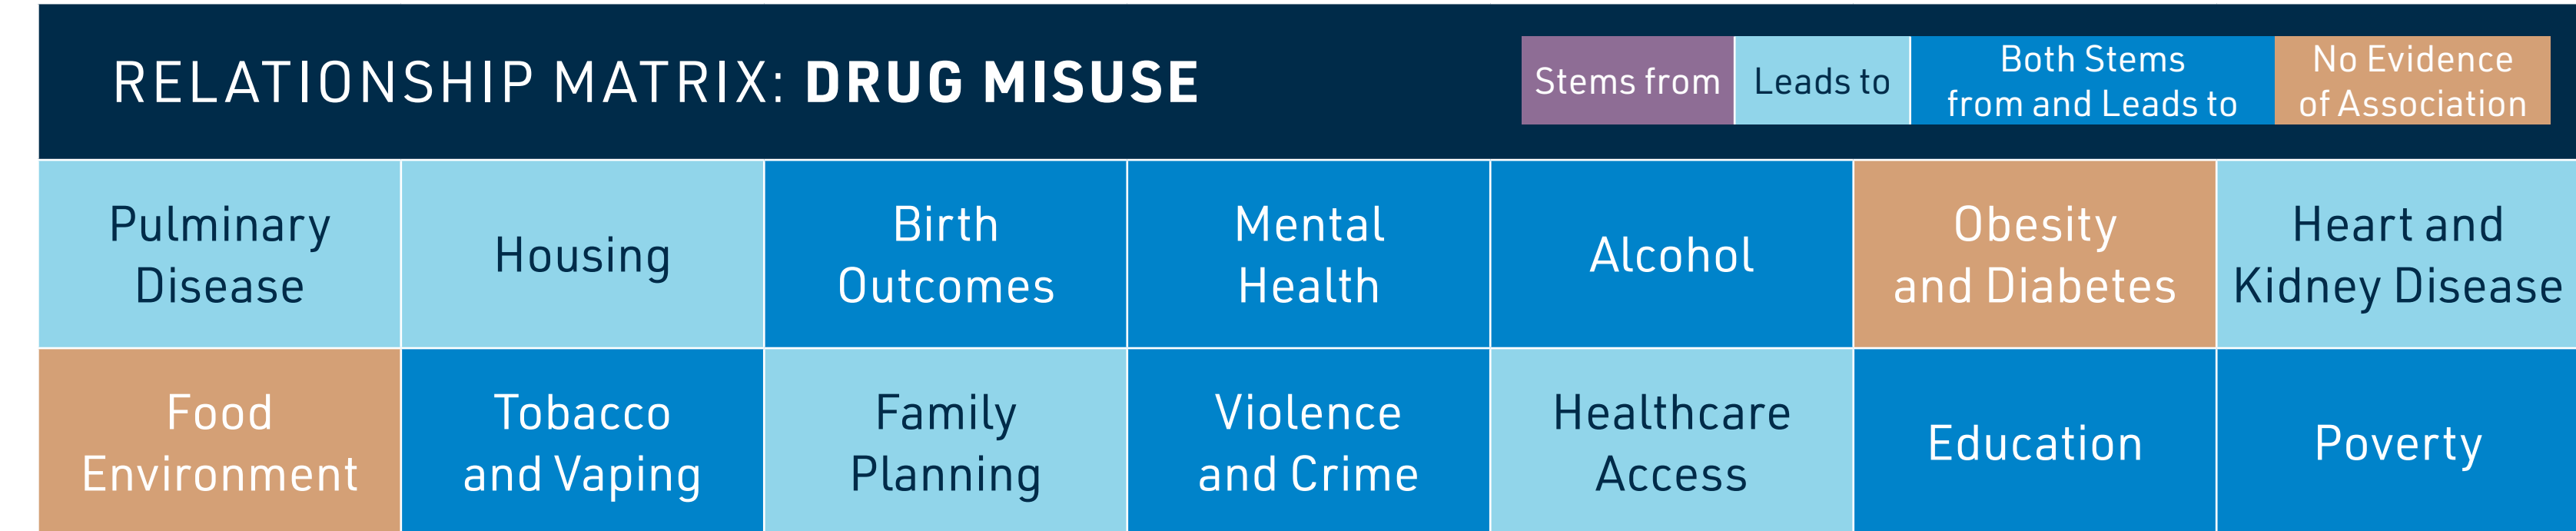 RELATIONSHIP MATRIX: DRUG MISUSE
Stems from
Leads to
Both Stems
from and Leads to
No Evidence
of Association
Pulminary
Disease
Housing
Birth
Outcomes
Mental
Health
Alcohol
Obesity
and Diabetes
Heart and
Kidney Disease
Food
Environment
Tobacco
and Vaping
Family
Planning
Violence
and Crime
Healthcare
Access
Education
Poverty